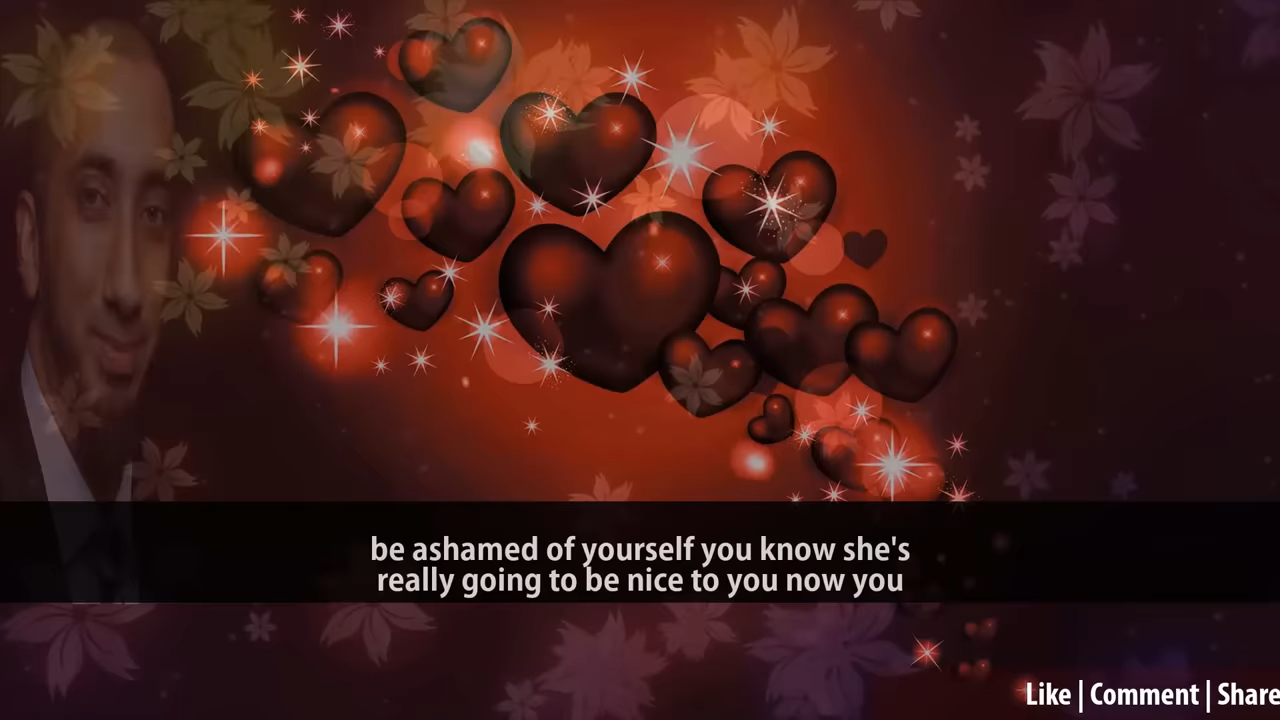 be ashamed of yourself you know she's
really going to be nice to you now you
Like | Comment | Share